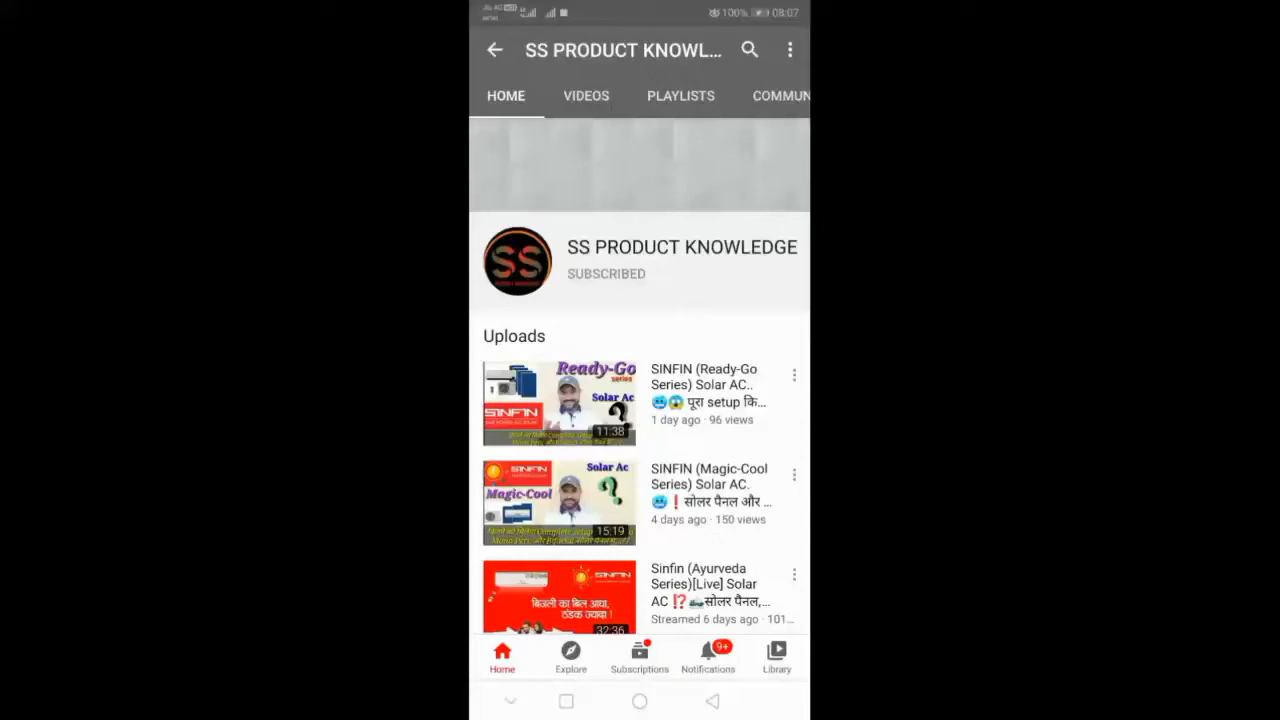 100% 08:07
SS PRODUCT KNOWL...
HOME VIDEOS PLAYLISTS COMMUN
SS
SS PRODUCT KNOWLEDGE
SUBSCRIBED
Uploads
Ready-Go
series
Solar Ac
SINFIN
11:38
SINFIN (Ready-Go
Series) Solar AC..
🥶😱 पूरा setup कि...
1 day ago · 96 views
SINFIN
Solar Ac
Magic-Cool
?
15:19
SINFIN (Magic-Cool
Series) Solar AC.
🥶❗सोलर पैनल और ...
4 days ago · 150 views
SINFIN
बिजली का बिल आधा,
ठंडक ज्यादा !
32:36
Sinfin (Ayurveda
Series)[Live] Solar
AC ⁉️🛻सोलर पैनल,...
Streamed 6 days ago · 101...
Home Explore Subscriptions 9+ Notifications Library